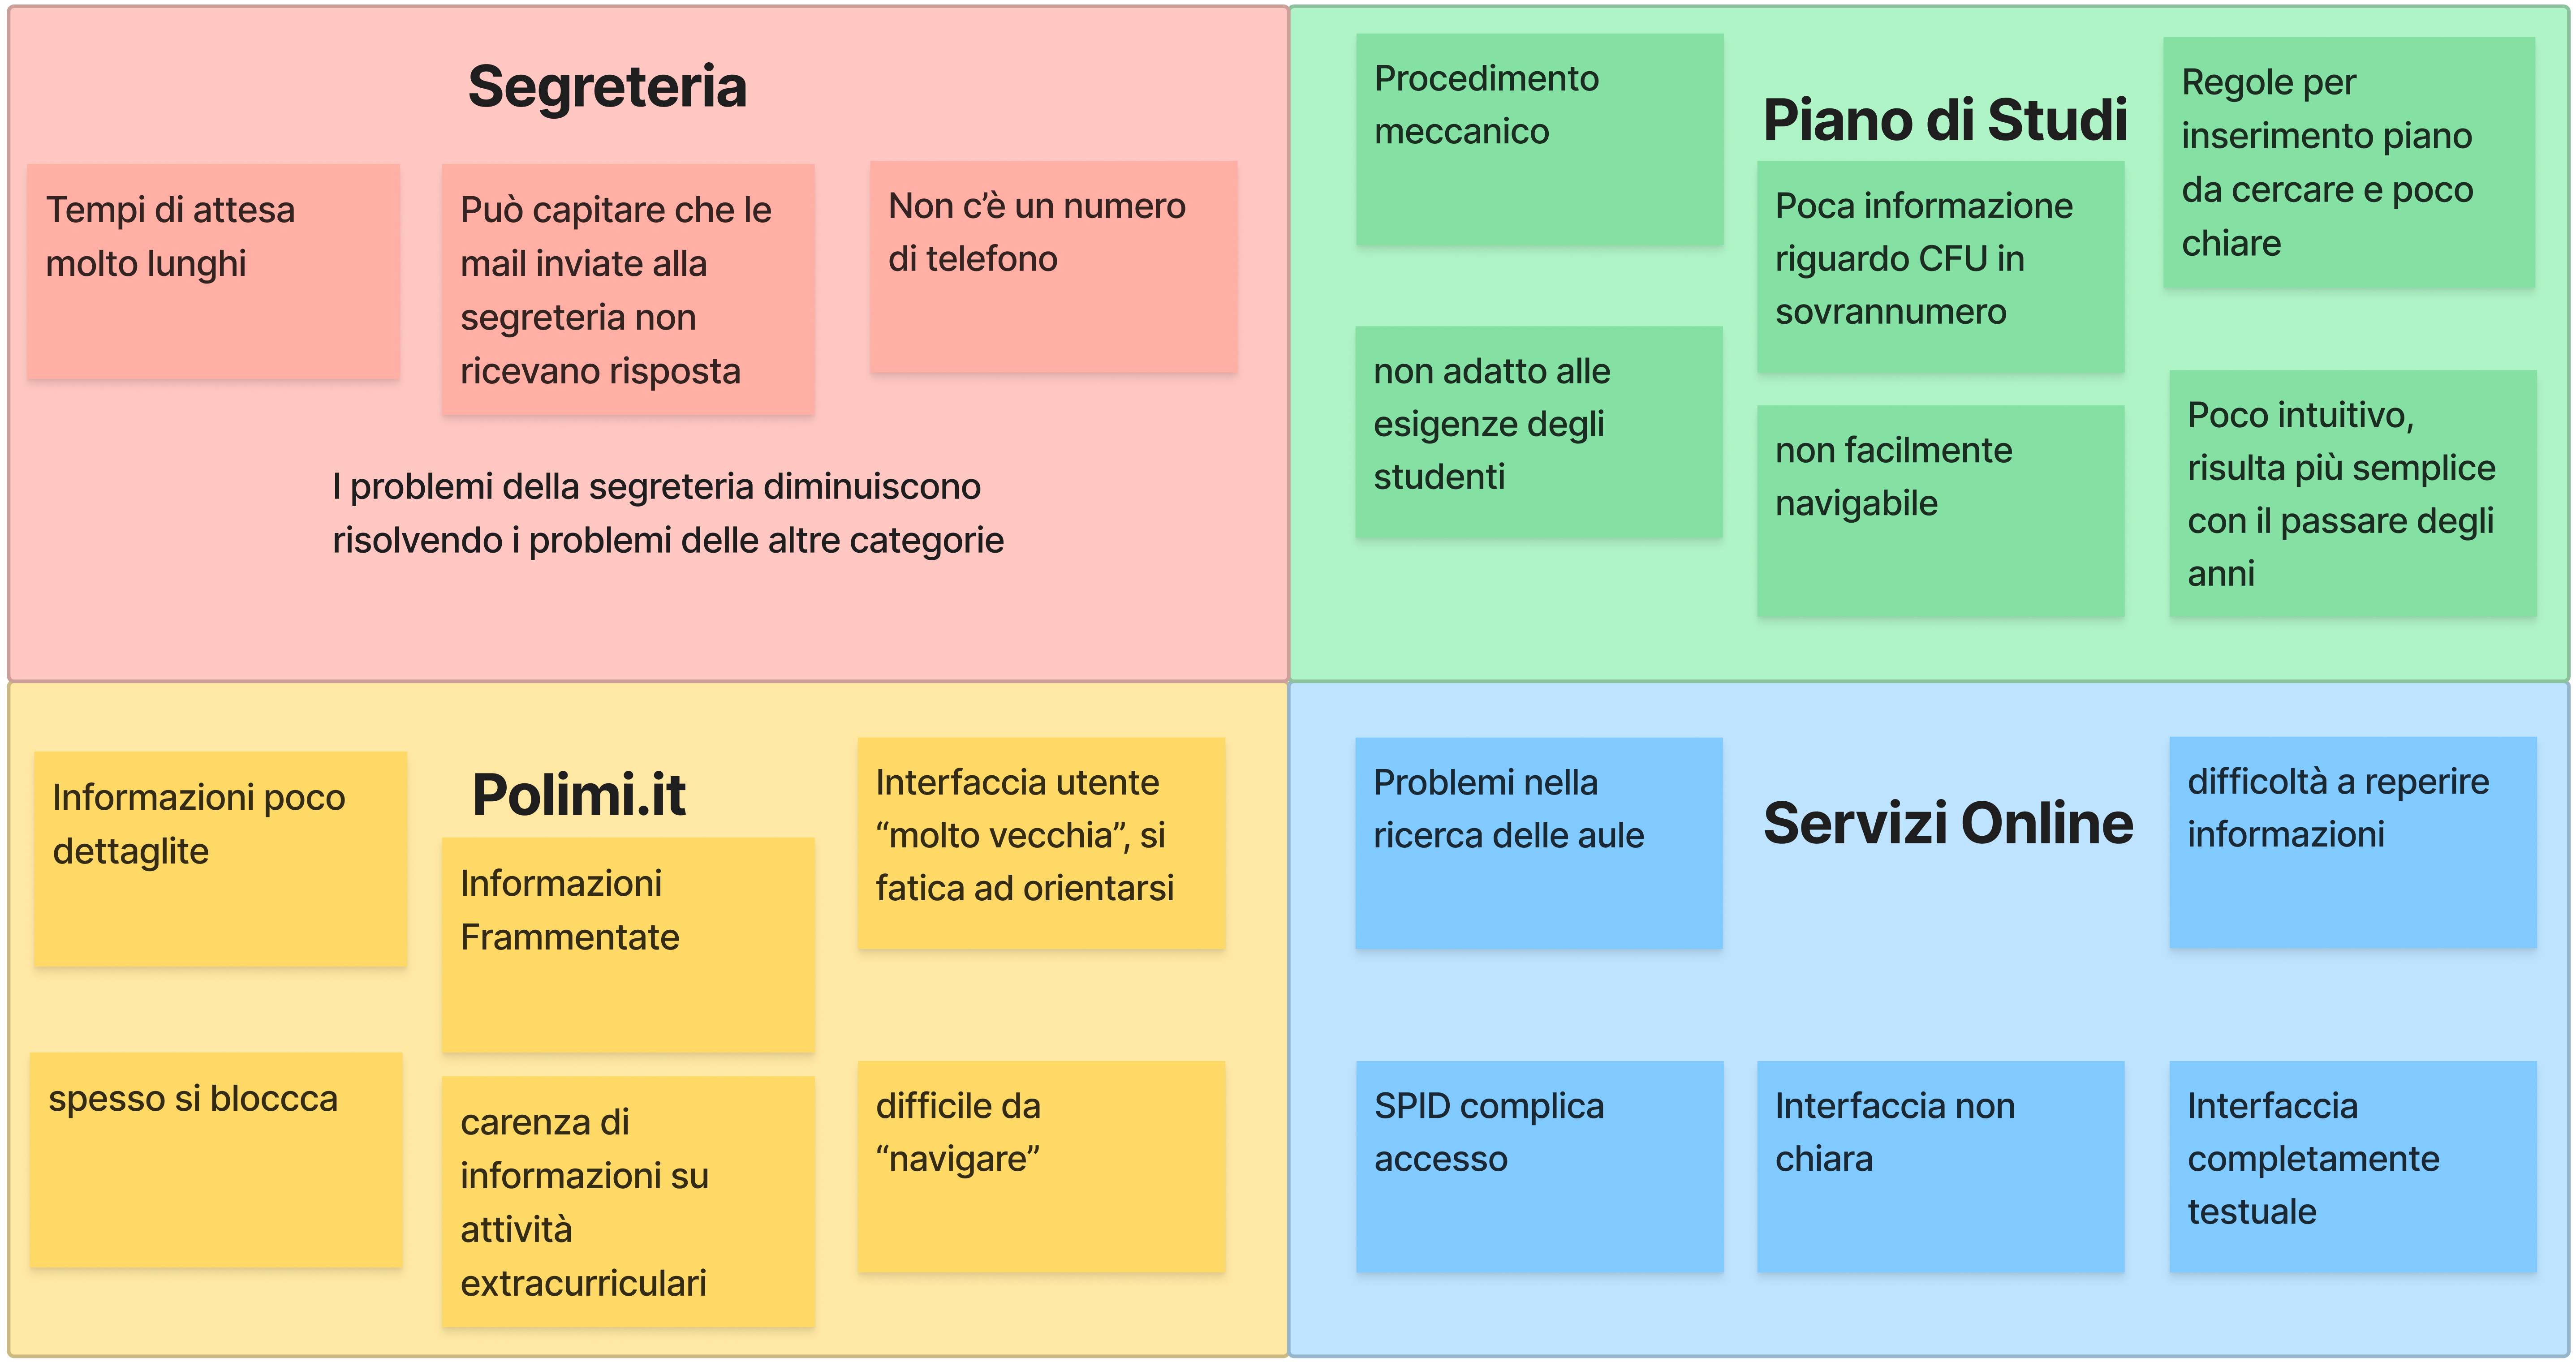 Segreteria
Tempi di attesa
molto lunghi
Può capitare che le
mail inviate alla
segreteria non
ricevano risposta
Non c’è un numero
di telefono
I problemi della segreteria diminuiscono
risolvendo i problemi delle altre categorie
Piano di Studi
Procedimento
meccanico
Poca informazione
riguardo CFU in
sovrannumero
Regole per
inserimento piano
da cercare e poco
chiare
non adatto alle
esigenze degli
studenti
non facilmente
navigabile
Poco intuitivo,
risulta più semplice
con il passare degli
anni
Polimi.it
Informazioni poco
dettaglite
Informazioni
Frammentate
Interfaccia utente
“molto vecchia”, si
fatica ad orientarsi
spesso si bloccca
carenza di
informazioni su
attività
extracurriculari
difficile da
“navigare”
Servizi Online
Problemi nella
ricerca delle aule
difficoltà a reperire
informazioni
SPID complica
accesso
Interfaccia non
chiara
Interfaccia
completamente
testuale